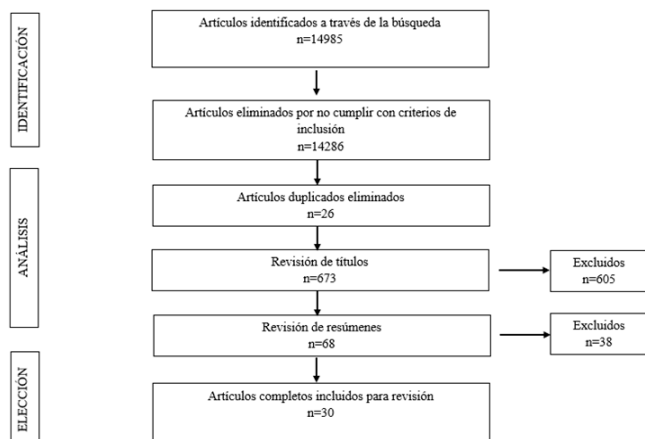 IDENTIFICACIÓN
Artículos identificados a través de la búsqueda
n=14985
Artículos eliminados por no cumplir con criterios de
inclusión
n=14286
ANÀLISIS
Artículos duplicados eliminados
n=26
Revisión de títulos
n=673
Excluidos
n=605
Revisión de resúmenes
n=68
Excluidos
n=38
ELECCIÓN
Artículos completos incluidos para revisión
n=30